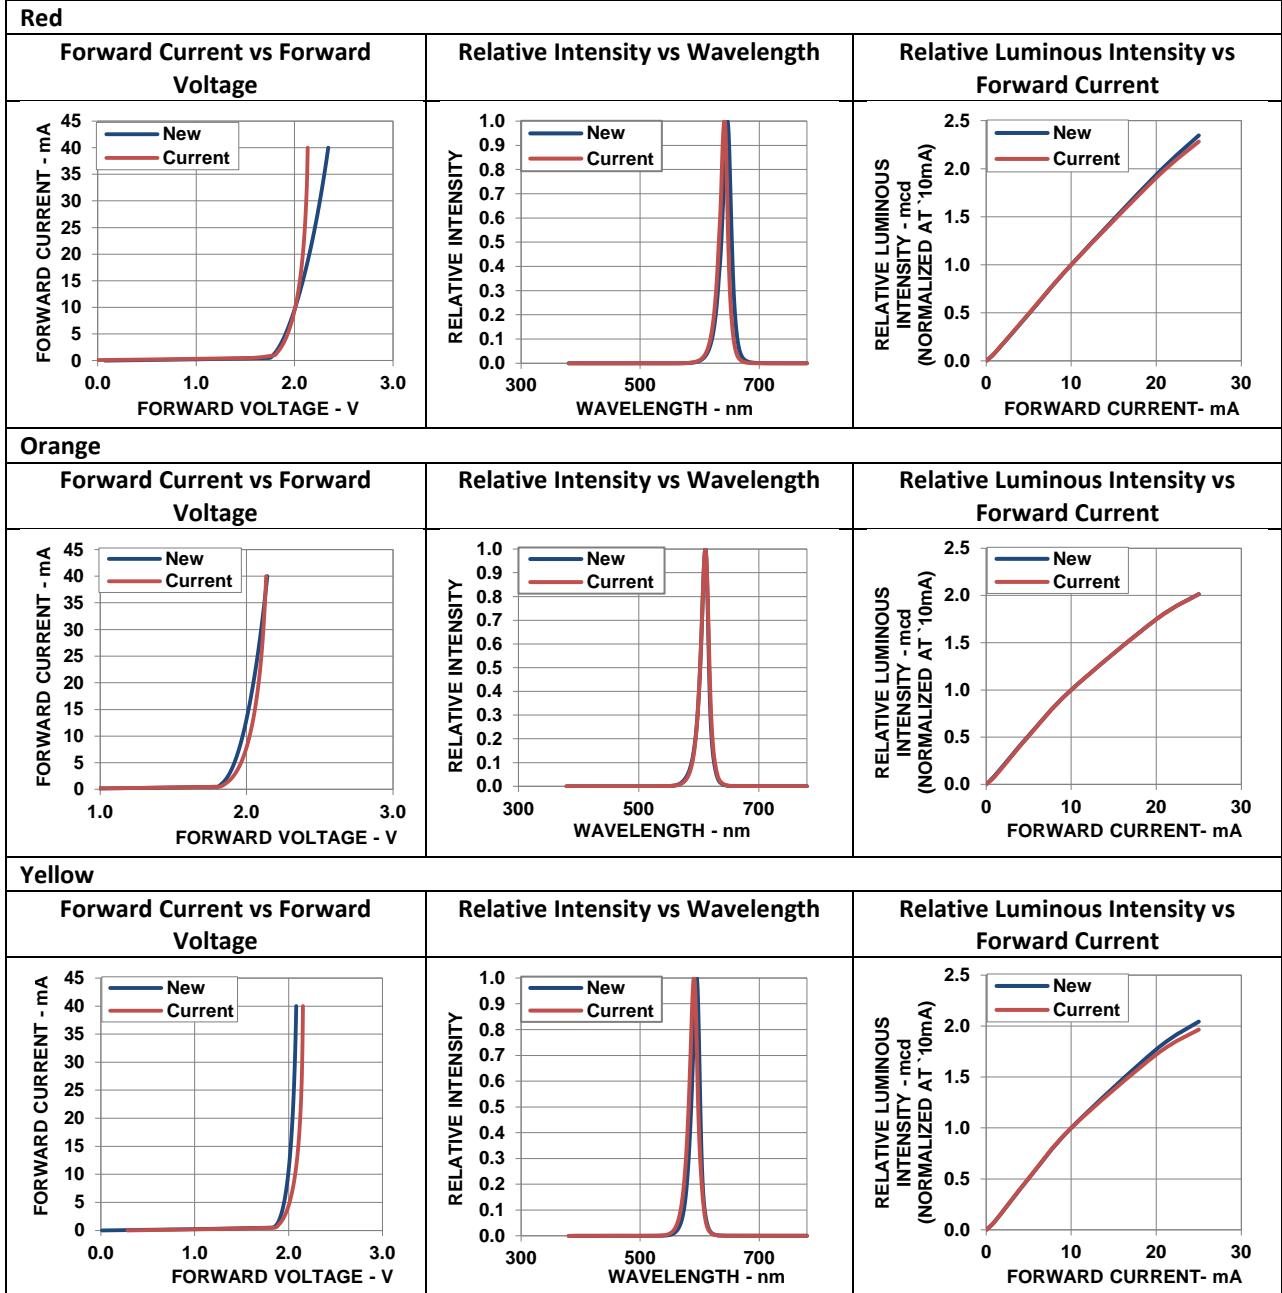 Red
Forward Current vs Forward
Voltage
Relative Intensity vs Wavelength
Relative Luminous Intensity vs
Forward Current
FORWARD CURRENT - mA
45
40
35
30
25
20
15
10
5
0
New
Current
0.0 1.0 2.0 3.0
FORWARD VOLTAGE - V
RELATIVE INTENSITY
1.0
0.9
0.8
0.7
0.6
0.5
0.4
0.3
0.2
0.1
0.0
New
Current
300 500 700
WAVELENGTH - nm
RELATIVE LUMINOUS
INTENSITY - mcd
(NORMALIZED AT `10mA)
2.5
2.0
1.5
1.0
0.5
0.0
New
Current
0 10 20 30
FORWARD CURRENT- mA
Orange
Forward Current vs Forward
Voltage
Relative Intensity vs Wavelength
Relative Luminous Intensity vs
Forward Current
FORWARD CURRENT - mA
45
40
35
30
25
20
15
10
5
0
New
Current
1.0 2.0 3.0
FORWARD VOLTAGE - V
RELATIVE INTENSITY
1.0
0.9
0.8
0.7
0.6
0.5
0.4
0.3
0.2
0.1
0.0
New
Current
300 500 700
WAVELENGTH - nm
RELATIVE LUMINOUS
INTENSITY - mcd
(NORMALIZED AT `10mA)
2.5
2.0
1.5
1.0
0.5
0.0
New
Current
0 10 20 30
FORWARD CURRENT- mA
Yellow
Forward Current vs Forward
Voltage
Relative Intensity vs Wavelength
Relative Luminous Intensity vs
Forward Current
FORWARD CURRENT - mA
45
40
35
30
25
20
15
10
5
0
New
Current
0.0 1.0 2.0 3.0
FORWARD VOLTAGE - V
RELATIVE INTENSITY
1.0
0.9
0.8
0.7
0.6
0.5
0.4
0.3
0.2
0.1
0.0
New
Current
300 500 700
WAVELENGTH - nm
RELATIVE LUMINOUS
INTENSITY - mcd
(NORMALIZED AT `10mA)
2.5
2.0
1.5
1.0
0.5
0.0
New
Current
0 10 20 30
FORWARD CURRENT- mA